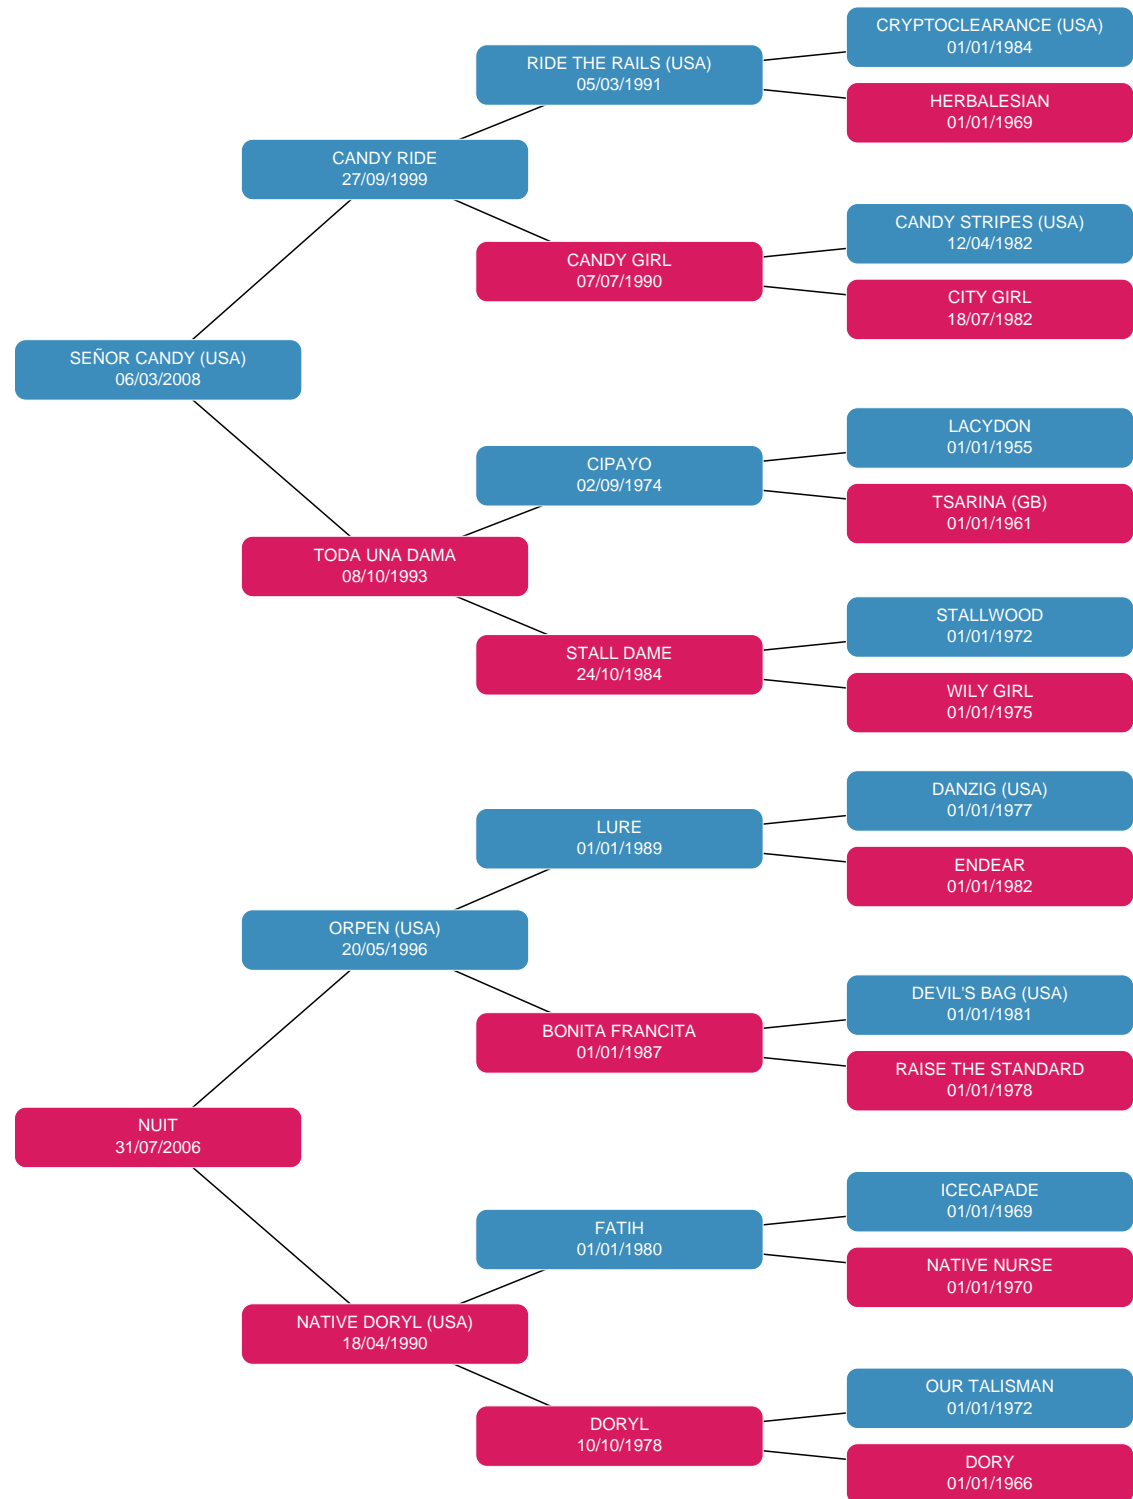 CRYPTOCLEARANCE (USA)
01/01/1984
RIDE THE RAILS (USA)
05/03/1991
HERBALESIAN
01/01/1969
CANDY RIDE
27/09/1999
CANDY STRIPES (USA)
12/04/1982
CANDY GIRL
07/07/1990
CITY GIRL
18/07/1982
SEÑOR CANDY (USA)
06/03/2008
LACYDON
01/01/1955
CIPAYO
02/09/1974
TSARINA (GB)
01/01/1961
TODA UNA DAMA
08/10/1993
STALLWOOD
01/01/1972
STALL DAME
24/10/1984
WILY GIRL
01/01/1975
DANZIG (USA)
01/01/1977
LURE
01/01/1989
ENDEAR
01/01/1982
ORPEN (USA)
20/05/1996
DEVIL'S BAG (USA)
01/01/1981
BONITA FRANCITA
01/01/1987
RAISE THE STANDARD
01/01/1978
NUIT
31/07/2006
ICECAPADE
01/01/1969
FATIH
01/01/1980
NATIVE NURSE
01/01/1970
NATIVE DORYL (USA)
18/04/1990
OUR TALISMAN
01/01/1972
DORYL
10/10/1978
DORY
01/01/1966